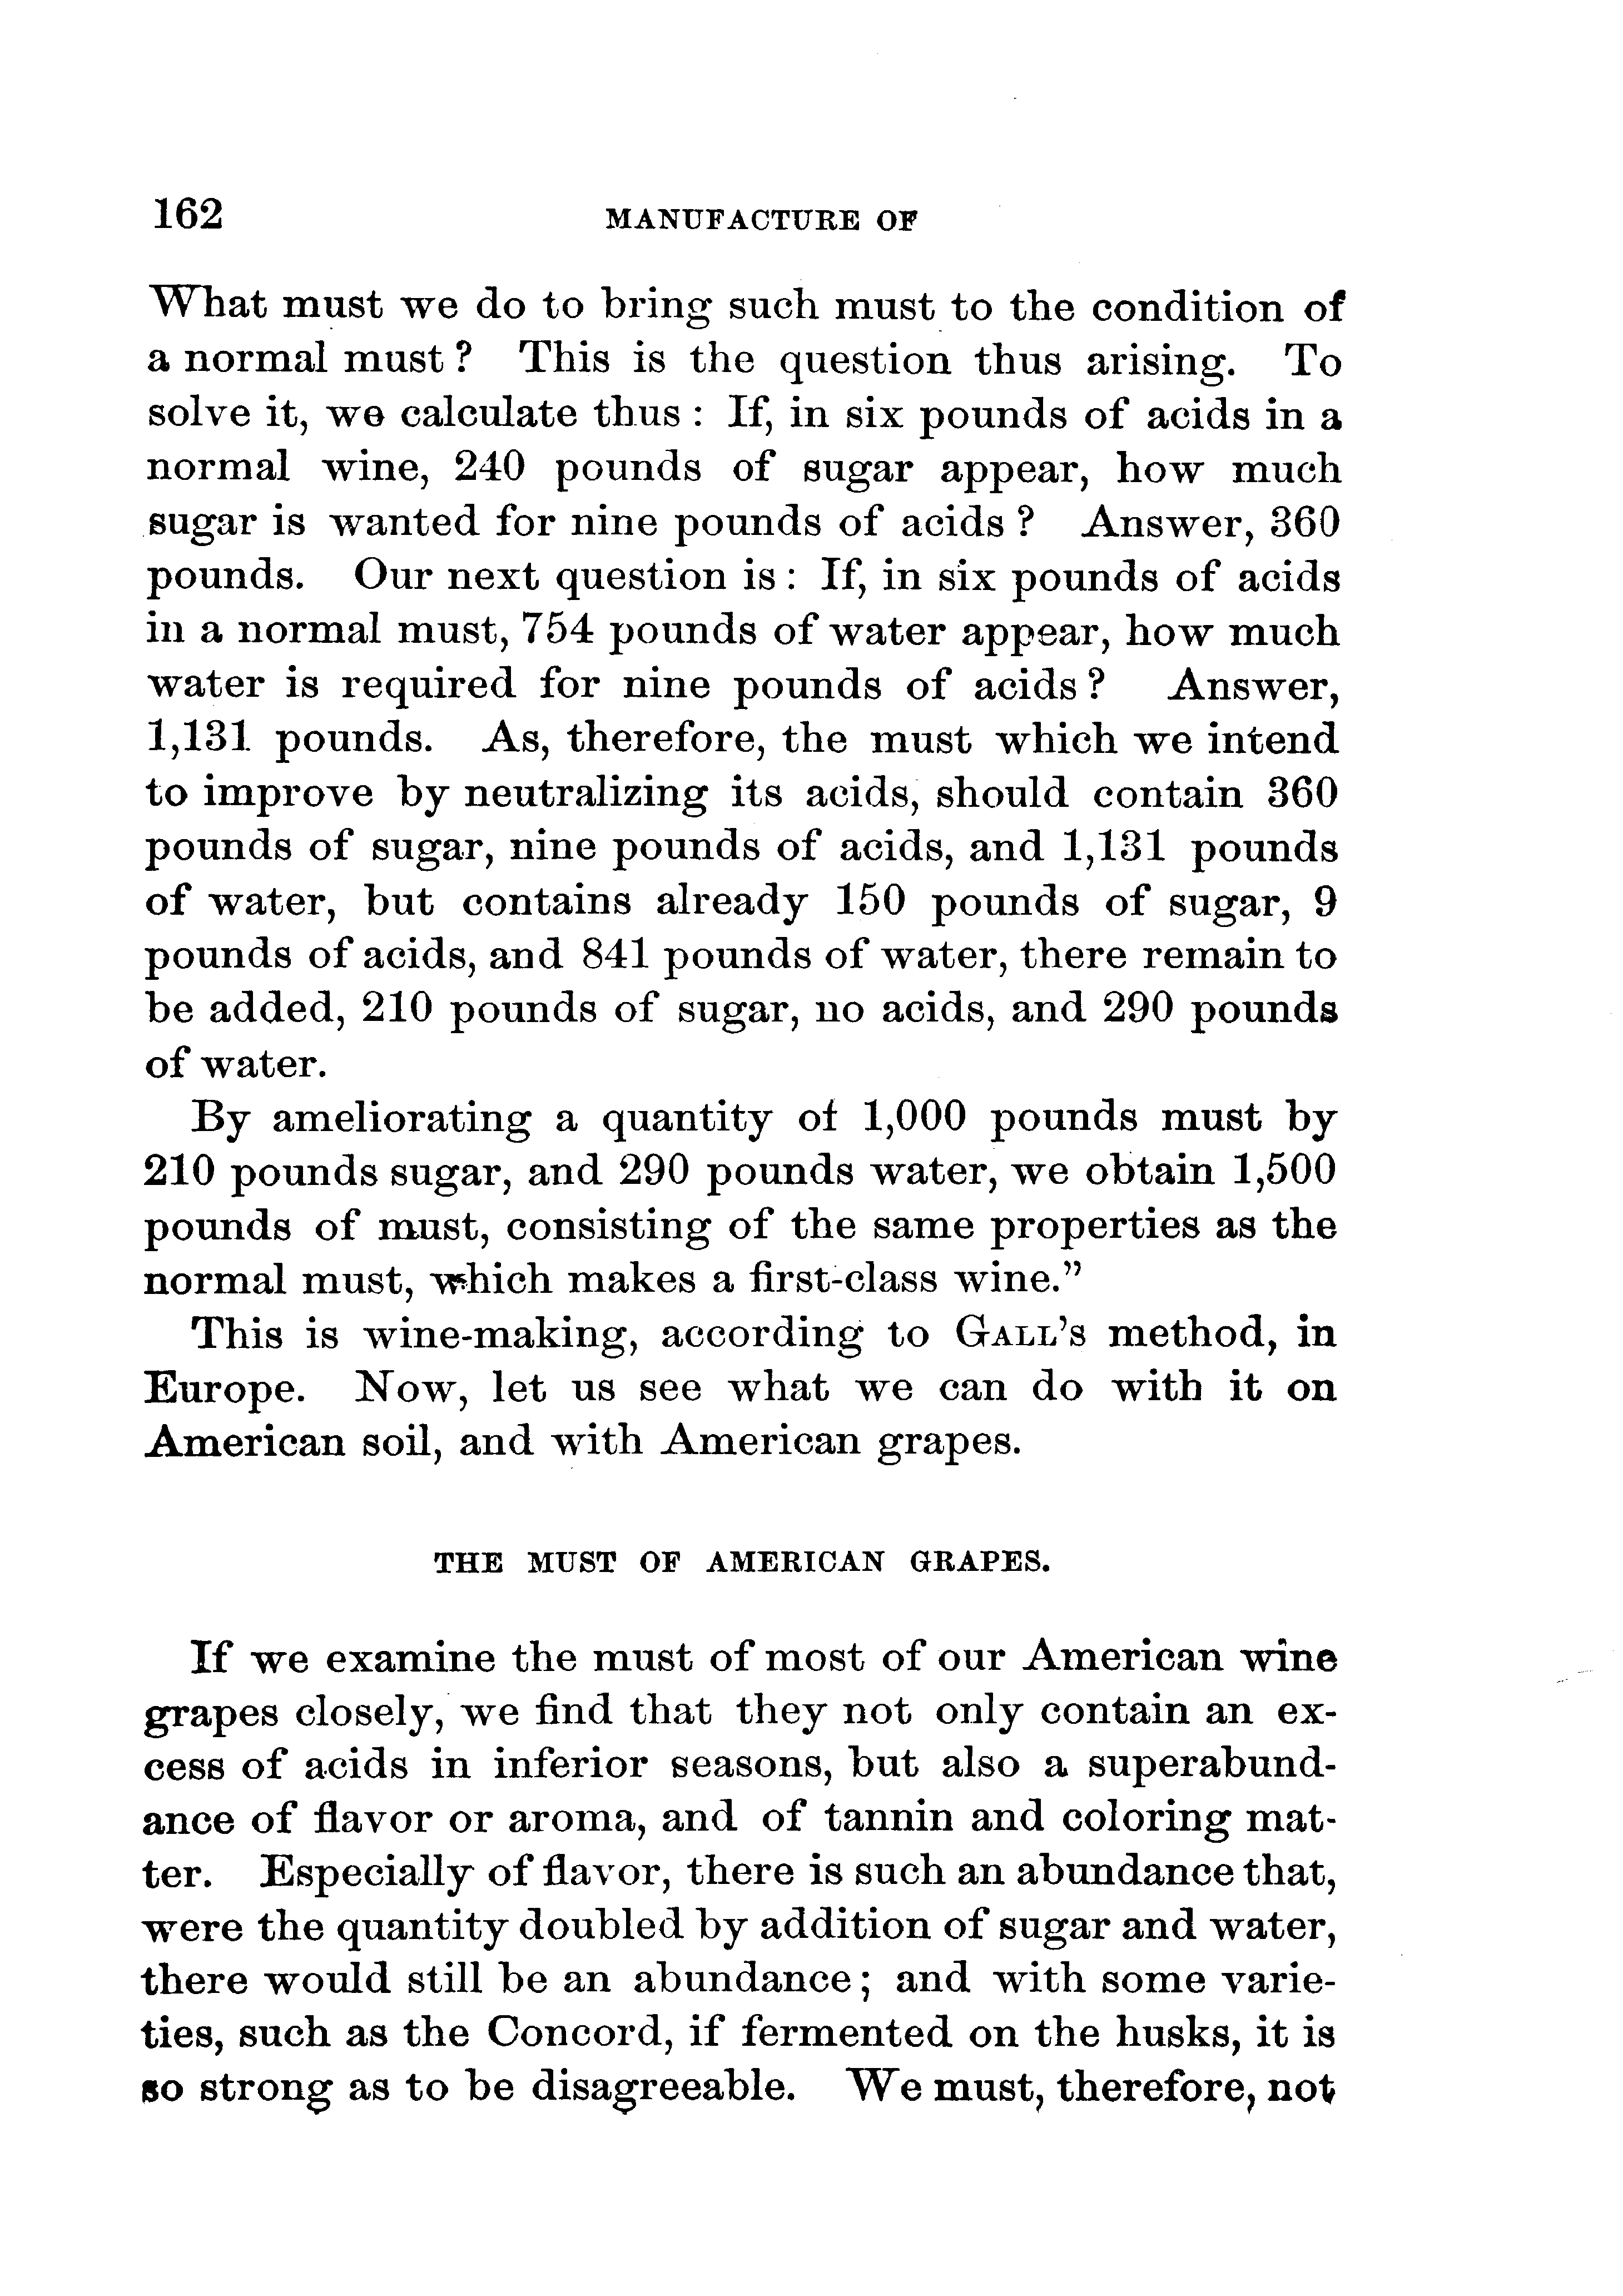 162 MANUFACTURE OF
What must we do to bring such must to the condition of
a normal must? This is the question thus arising. To
solve it, we calculate thus: If, in six pounds of acids in a
normal wine, 240 pounds of sugar appear, how much
sugar is wanted for nine pounds of acids? Answer, 360
pounds. Our next question is: If, in six pounds of acids
in a normal must, 754 pounds of water appear, how much
water is required for nine pounds of acids? Answer,
1,131 pounds. As, therefore, the must which we intend
to improve by neutralizing its acids, should contain 360
pounds of sugar, nine pounds of acids, and 1,131 pounds
of water, but contains already 150 pounds of sugar, 9
pounds of acids, and 841 pounds of water, there remain to
be added, 210 pounds of sugar, no acids, and 290 pounds
of water.
By ameliorating a quantity of 1,000 pounds must by
210 pounds sugar, and 290 pounds water, we obtain 1,500
pounds of must, consisting of the same properties as the
normal must, which makes a first-class wine.”
This is wine-making, according to GALL’S method, in
Europe. Now, let us see what we can do with it on
American soil, and with American grapes.
THE MUST OF AMERICAN GRAPES.
If we examine the must of most of our American wine
grapes closely, we find that they not only contain an ex-
cess of acids in inferior seasons, but also a superabund-
ance of flavor or aroma, and of tannin and coloring mat-
ter. Especially of flavor, there is such an abundance that,
were the quantity doubled by addition of sugar and water,
there would still be an abundance; and with some varie-
ties, such as the Concord, if fermented on the husks, it is
so strong as to be disagreeable. We must, therefore, not